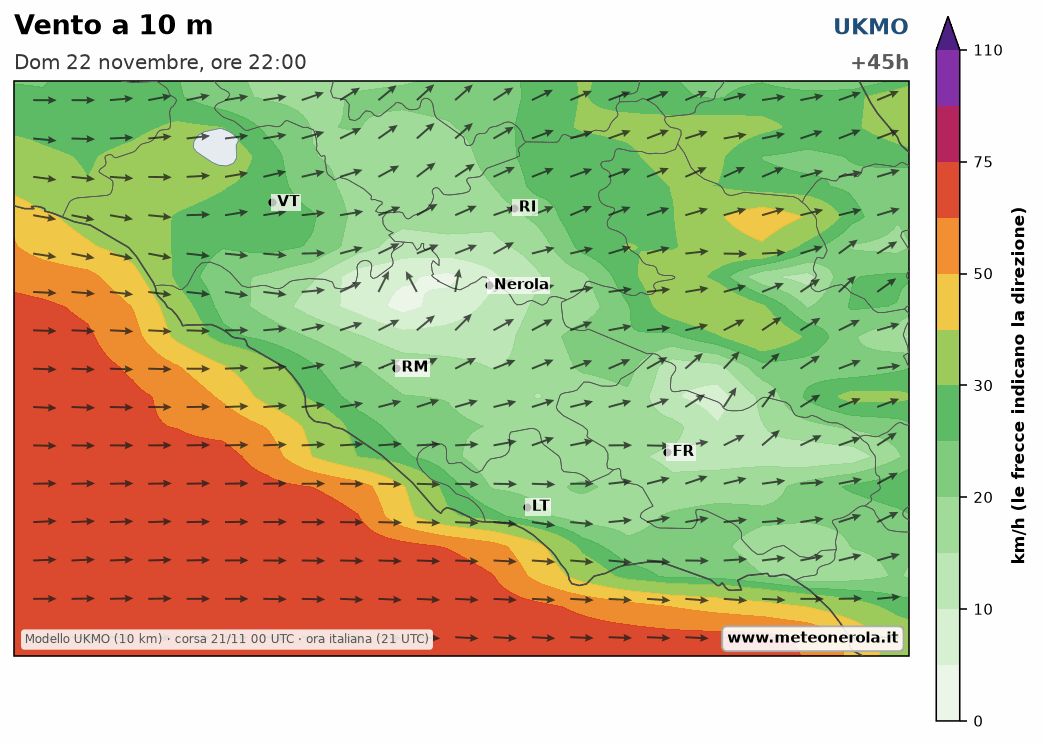 Vento a 10 m
UKMO
Dom 22 novembre, ore 22:00
+45h
VT
RI
Nerola
RM
FR
LT
Modello UKMO (10 km) · corsa 21/11 00 UTC · ora italiana (21 UTC)
www.meteonerola.it
110
75
50
30
20
10
0
km/h (le frecce indicano la direzione)